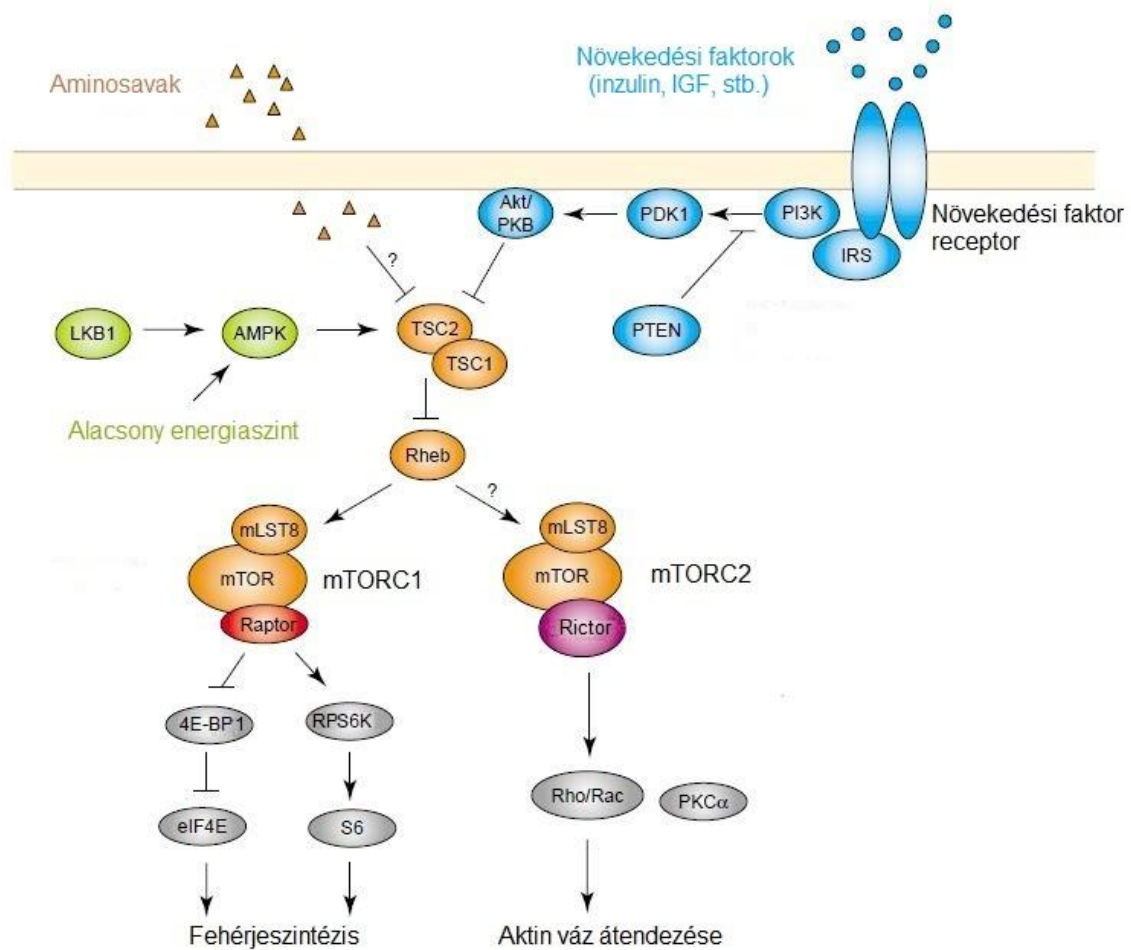 Növekedési faktorok
(inzulin, IGF, stb.)
Aminosavak
Akt/
PKB
PDK1
PI3K
Növekedési faktor
receptor
IRS
?
LKB1
AMPK
TSC2
PTEN
TSC1
Alacsony energiaszint
Rheb
?
mLST8
mTOR
mTORC1
Raptor
mLST8
mTOR
mTORC2
Rictor
4E-BP1
RPS6K
eIF4E
S6
Rho/Rac
PKCα
Fehérjeszintézis
Aktin váz átendezése